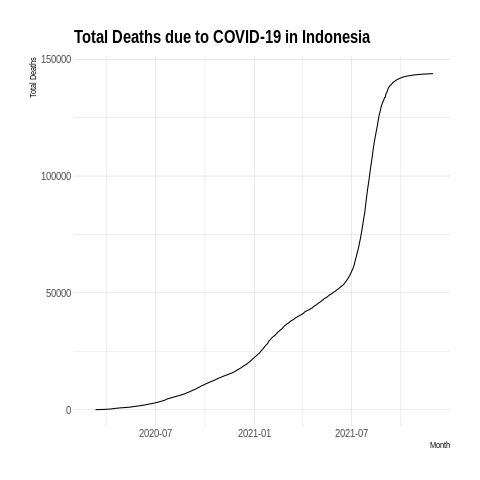 Total Deaths due to COVID-19 in Indonesia
Total Deaths
150000
100000
50000
0
2020-07 2021-01 2021-07
Month